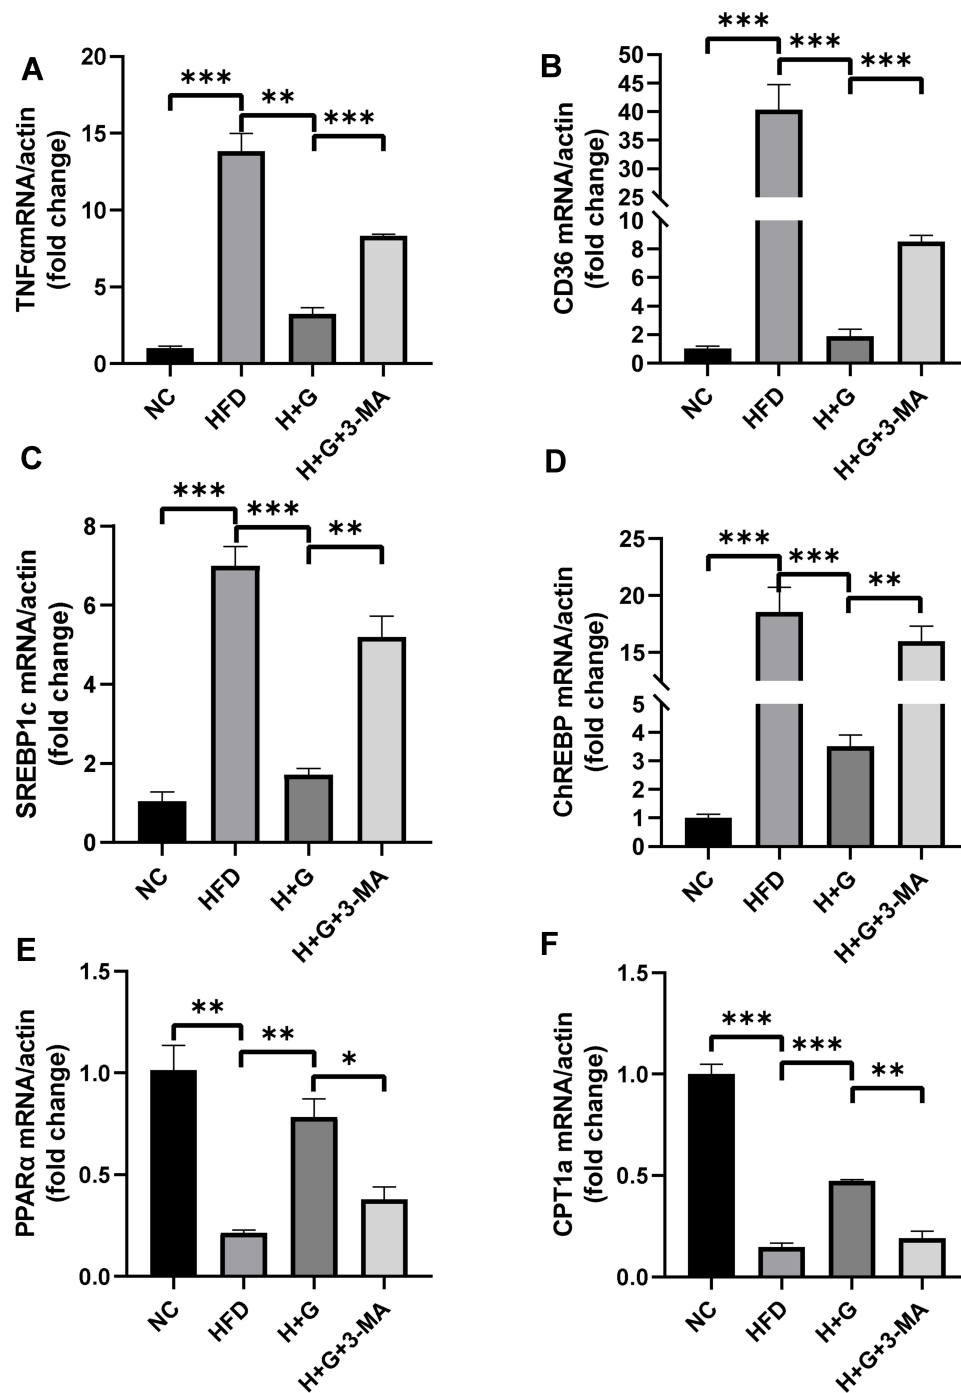 A
TNFαmRNA/actin
(fold change)
20
15
10
5
0
***
**
***
NC
HFD
H+G
H+G+3-MA
B
CD36 mRNA/actin
(fold change)
50
45
40
35
30
25
10
8
6
4
2
0
***
***
***
NC
HFD
H+G
H+G+3-MA
C
SREBP1c mRNA/actin
(fold change)
8
6
4
2
0
***
***
**
NC
HFD
H+G
H+G+3-MA
D
ChREBP mRNA/actin
(fold change)
25
20
15
5
4
3
2
1
0
***
***
**
NC
HFD
H+G
H+G+3-MA
E
PPARα mRNA/actin
(fold change)
1.5
1.0
0.5
0.0
**
**
*
NC
HFD
H+G
H+G+3-MA
F
CPT1a mRNA/actin
(fold change)
1.5
1.0
0.5
0.0
***
***
**
NC
HFD
H+G
H+G+3-MA